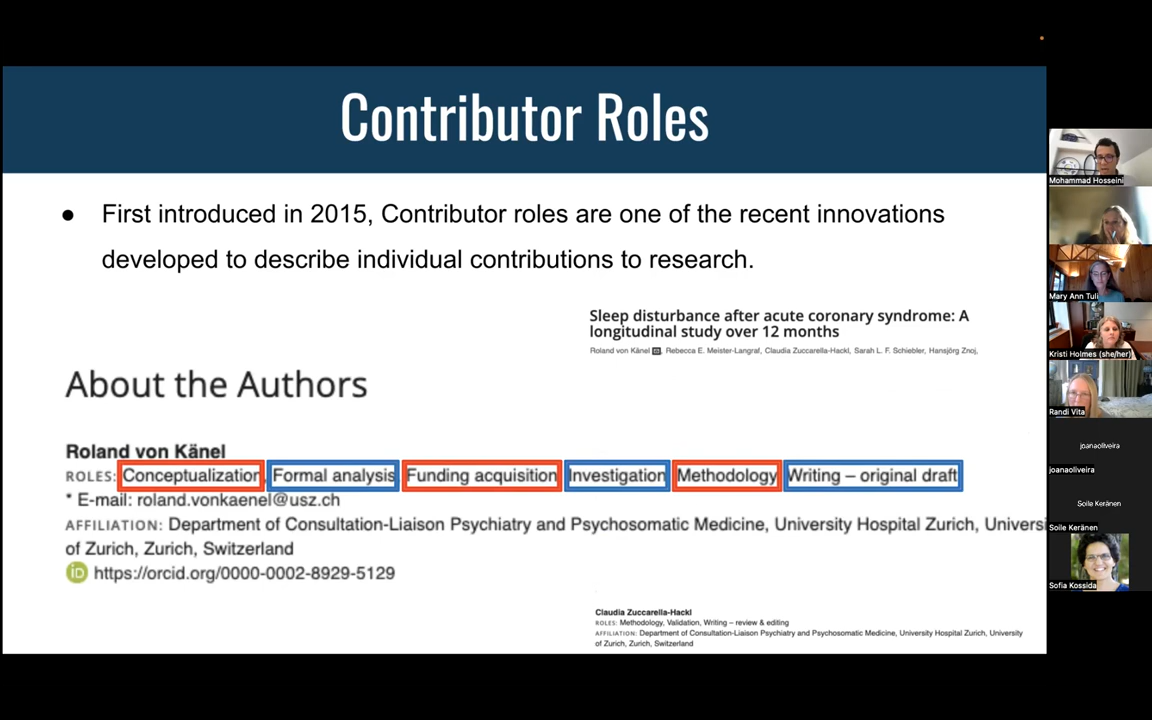 Contributor Roles
● First introduced in 2015, Contributor roles are one of the recent innovations
developed to describe individual contributions to research.
Sleep disturbance after acute coronary syndrome: A
longitudinal study over 12 months
Roland von Känel, Rebecca E. Meister-Langraf, Claudia Zuccarella-Hackl, Sarah L. F. Schiebler, Hansjörg Znoj,
About the Authors
Roland von Känel
ROLES: Conceptualization, Formal analysis Funding acquisition Investigation Methodology Writing – original draft
* E-mail: roland.vonkaenel@usz.ch
AFFILIATION: Department of Consultation-Liaison Psychiatry and Psychosomatic Medicine, University Hospital Zurich, Universi
of Zurich, Zurich, Switzerland
iD https://orcid.org/0000-0002-8929-5129
Claudia Zuccarella-Hackl
ROLES: Methodology, Validation, Writing – review & editing
AFFILIATION: Department of Consultation-Liaison Psychiatry and Psychosomatic Medicine, University Hospital Zurich, University
of Zurich, Zurich, Switzerland
Mohammad Hosseini
Mary Ann Tuli
Kristi Holmes (she/her)
Randi Vita
joanaoliveira
joanaoliveira
Soile Keränen
Soile Keränen
Sofia Kossida